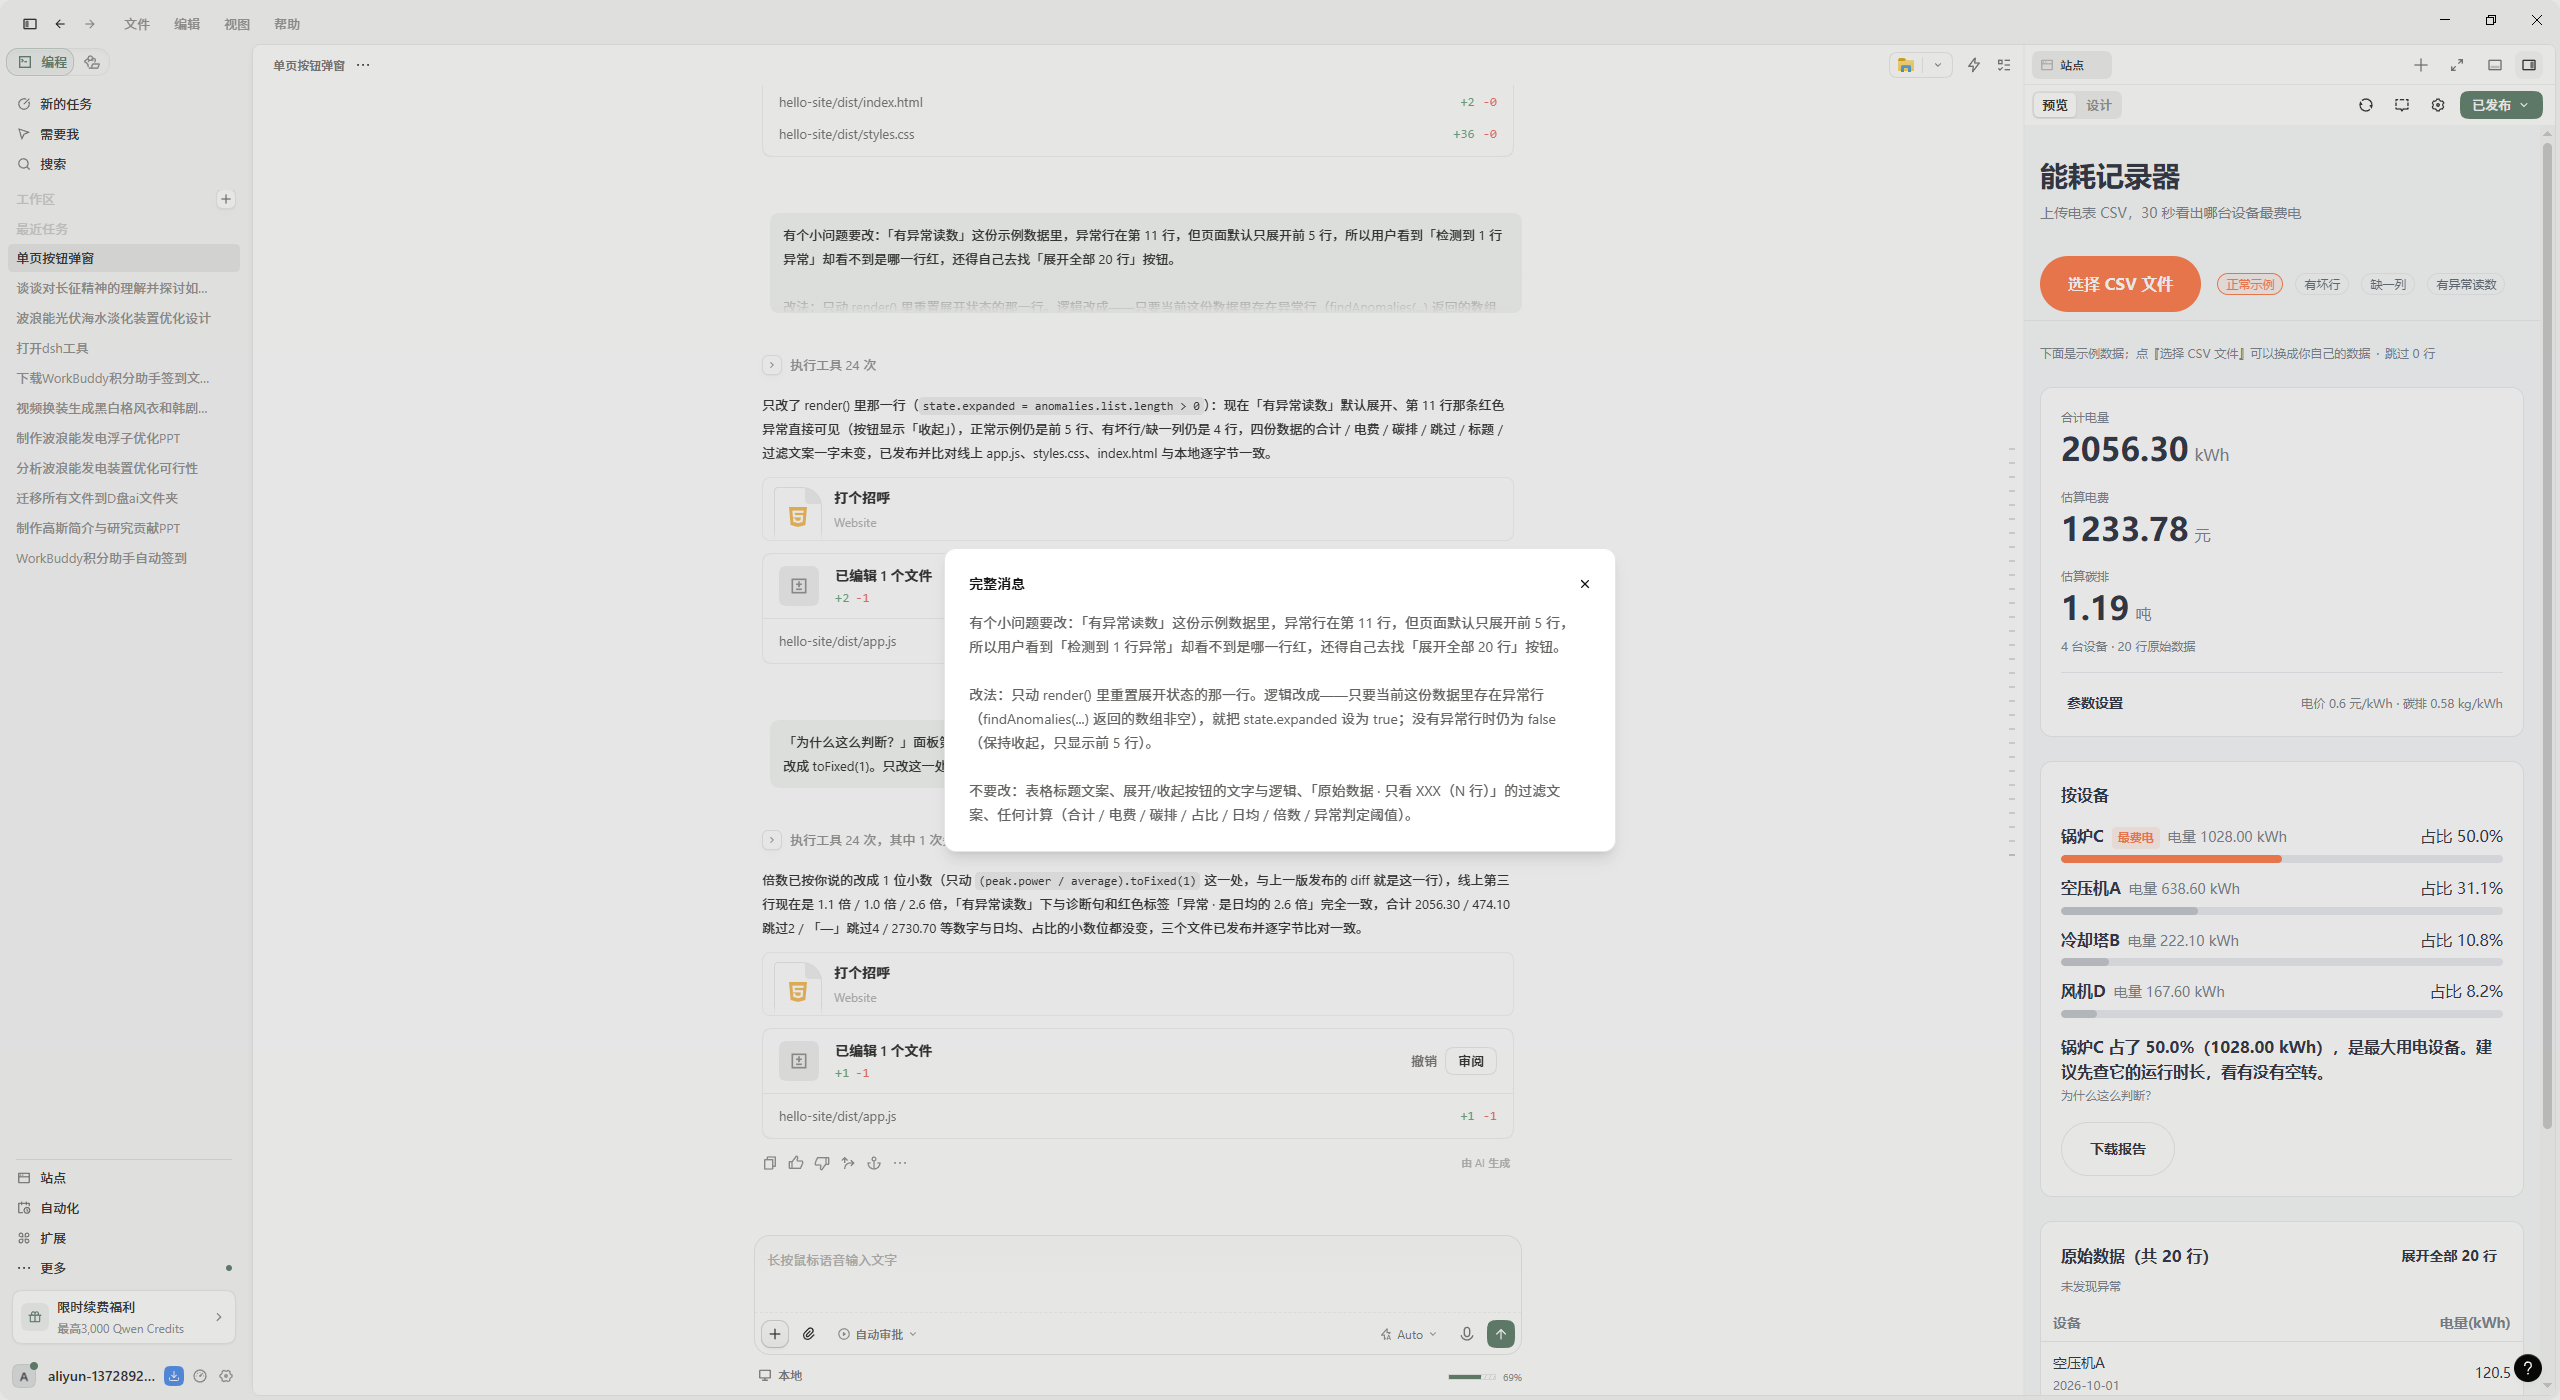 文件 编辑 视图 帮助
编程
新的任务
需要我
搜索
工作区
最近任务
单页按钮弹窗
谈谈对长征精神的理解并探讨如...
波浪能光伏海水淡化装置优化设计
打开dsh工具
下载WorkBuddy积分助手签到文...
视频换装生成黑白格风衣和韩剧...
制作波浪能发电浮子优化PPT
分析波浪能发电装置优化可行性
迁移所有文件到D盘ai文件夹
制作高斯简介与研究贡献PPT
WorkBuddy积分助手自动签到
站点
自动化
扩展
更多
限时续费福利
最高3,000 Qwen Credits
A aliyun-1372892...
单页按钮弹窗
hello-site/dist/index.html +2 -0
hello-site/dist/styles.css +36 -0
有个小问题要改：「有异常读数」这份示例数据里，异常行在第 11 行，但页面默认只展开前 5 行，所以用户看到「检测到 1 行
异常」却看不到是哪一行红，还得自己去找「展开全部 20 行」按钮。
改法：只动 render() 里重置展开状态的那一行。逻辑改成——只要当前这份数据里存在异常行（findAnomalies(...) 返回的数组
执行工具 24 次
只改了 render() 里那一行（state.expanded = anomalies.list.length > 0）：现在「有异常读数」默认展开、第 11 行那条红色
异常直接可见（按钮显示「收起」），正常示例仍是前 5 行、有坏行/缺一列仍是 4 行，四份数据的合计 / 电费 / 碳排 / 跳过 / 标题 /
过滤文案一字未变，已发布并比对线上 app.js、styles.css、index.html 与本地逐字节一致。
打个招呼
Website
已编辑 1 个文件
+2 -1
hello-site/dist/app.js
「为什么这么判断？」面板第
改成 toFixed(1)。只改这一处
执行工具 24 次，其中 1 次
倍数已按你说的改成 1 位小数（只动 (peak.power / average).toFixed(1) 这一处，与上一版发布的 diff 就是这一行），线上第三
行现在是 1.1 倍 / 1.0 倍 / 2.6 倍，「有异常读数」下与诊断句和红色标签「异常 · 是日均的 2.6 倍」完全一致，合计 2056.30 / 474.10
跳过2 / 「—」跳过4 / 2730.70 等数字与日均、占比的小数位都没变，三个文件已发布并逐字节比对一致。
打个招呼
Website
已编辑 1 个文件
+1 -1
撤销 审阅
hello-site/dist/app.js +1 -1
由 AI 生成
长按鼠标语音输入文字
自动审批
Auto
本地
69%
完整消息
有个小问题要改：「有异常读数」这份示例数据里，异常行在第 11 行，但页面默认只展开前 5 行，
所以用户看到「检测到 1 行异常」却看不到是哪一行红，还得自己去找「展开全部 20 行」按钮。
改法：只动 render() 里重置展开状态的那一行。逻辑改成——只要当前这份数据里存在异常行
（findAnomalies(...) 返回的数组非空），就把 state.expanded 设为 true；没有异常行时仍为 false
（保持收起，只显示前 5 行）。
不要改：表格标题文案、展开/收起按钮的文字与逻辑、「原始数据 · 只看 XXX（N 行）」的过滤文
案、任何计算（合计 / 电费 / 碳排 / 占比 / 日均 / 倍数 / 异常判定阈值）。
站点
预览 设计
已发布
能耗记录器
上传电表 CSV，30 秒看出哪台设备最费电
选择 CSV 文件 正常示例 有坏行 缺一列 有异常读数
下面是示例数据；点『选择 CSV 文件』可以换成你自己的数据 · 跳过 0 行
合计电量
2056.30 kWh
估算电费
1233.78 元
估算碳排
1.19 吨
4 台设备 · 20 行原始数据
参数设置 电价 0.6 元/kWh · 碳排 0.58 kg/kWh
按设备
锅炉C 最费电 电量 1028.00 kWh 占比 50.0%
空压机A 电量 638.60 kWh 占比 31.1%
冷却塔B 电量 222.10 kWh 占比 10.8%
风机D 电量 167.60 kWh 占比 8.2%
锅炉C 占了 50.0%（1028.00 kWh），是最大用电设备。建
议先查它的运行时长，看有没有空转。
为什么这么判断？
下载报告
原始数据（共 20 行） 展开全部 20 行
未发现异常
设备 电量(kWh)
空压机A
2026-10-01
120.5
?